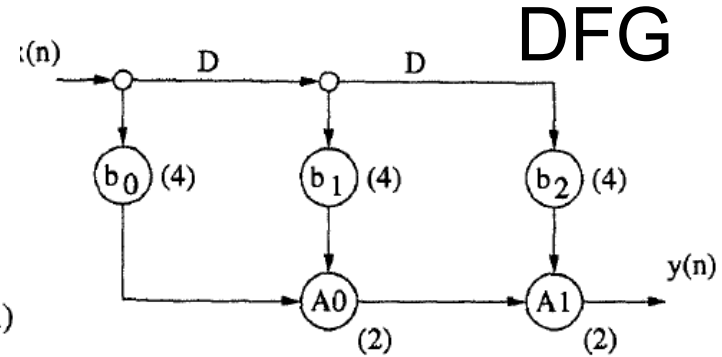 DFG
x(n)
D
D
b0 (4)
b1 (4)
b2 (4)
y(n)
A0
A1
)
(2)
(2)